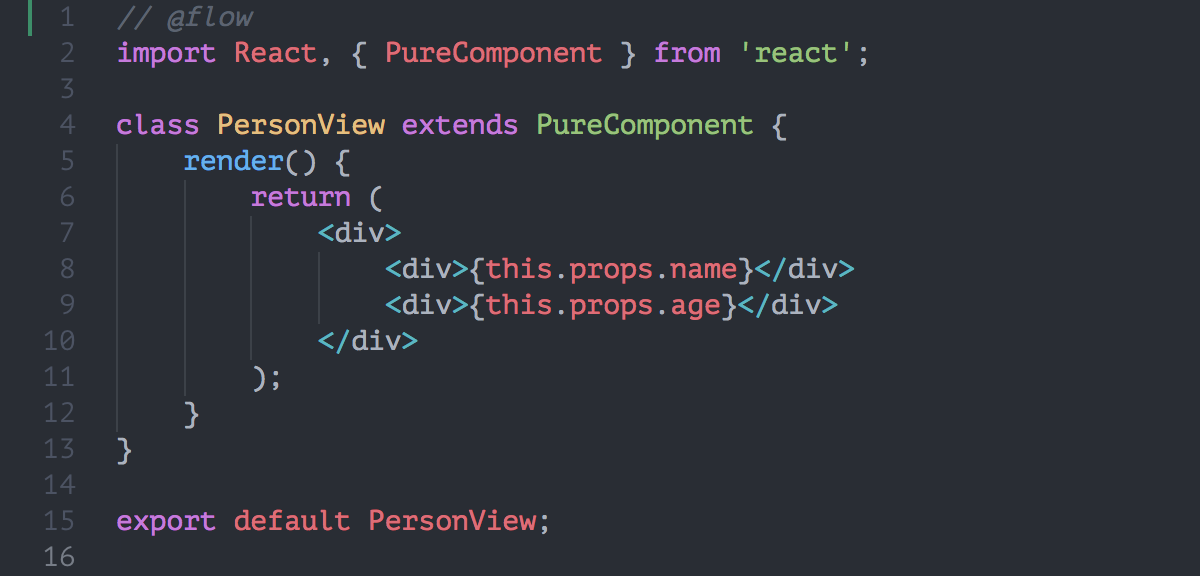 1 // @flow
2 import React, { PureComponent } from 'react';
3
4 class PersonView extends PureComponent {
5     render() {
6         return (
7             <div>
8                 <div>{this.props.name}</div>
9                 <div>{this.props.age}</div>
10             </div>
11         );
12     }
13 }
14
15 export default PersonView;
16